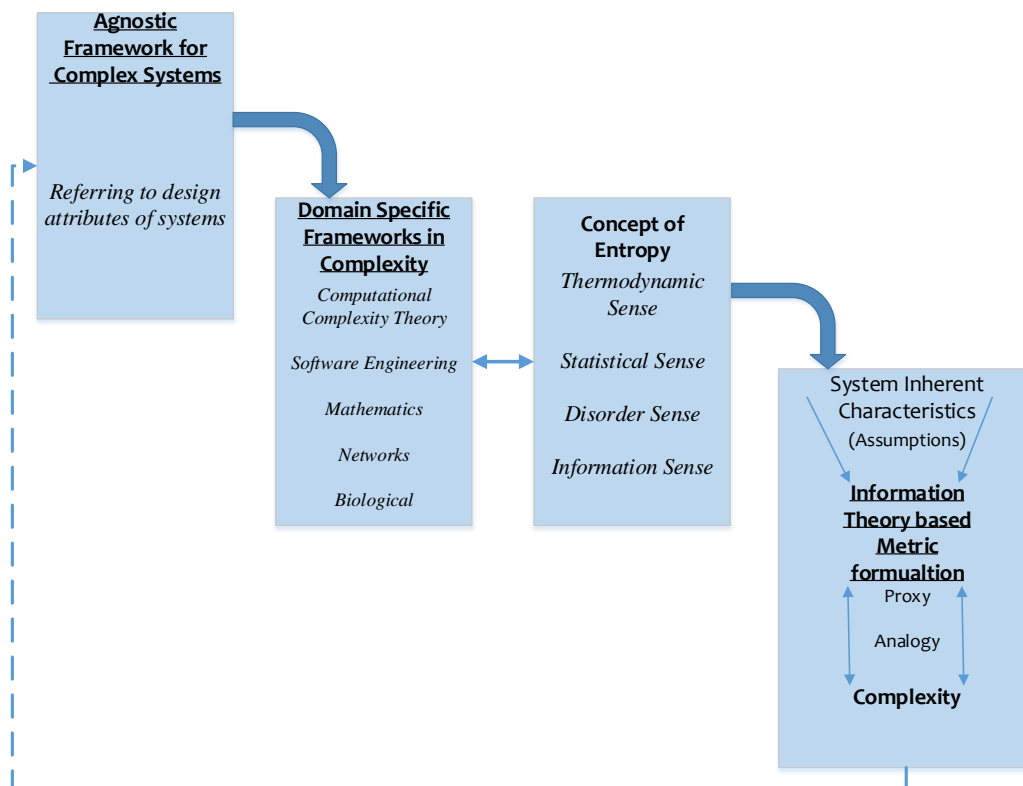 Agnostic
Framework for
Complex Systems
Referring to design
attributes of systems
Domain Specific
Frameworks in
Complexity
Computational
Complexity Theory
Software Engineering
Mathematics
Networks
Biological
Concept of
Entropy
Thermodynamic
Sense
Statistical Sense
Disorder Sense
Information Sense
System Inherent
Characteristics
(Assumptions)
Information
Theory based
Metric
formualtion
Proxy
Analogy
Complexity